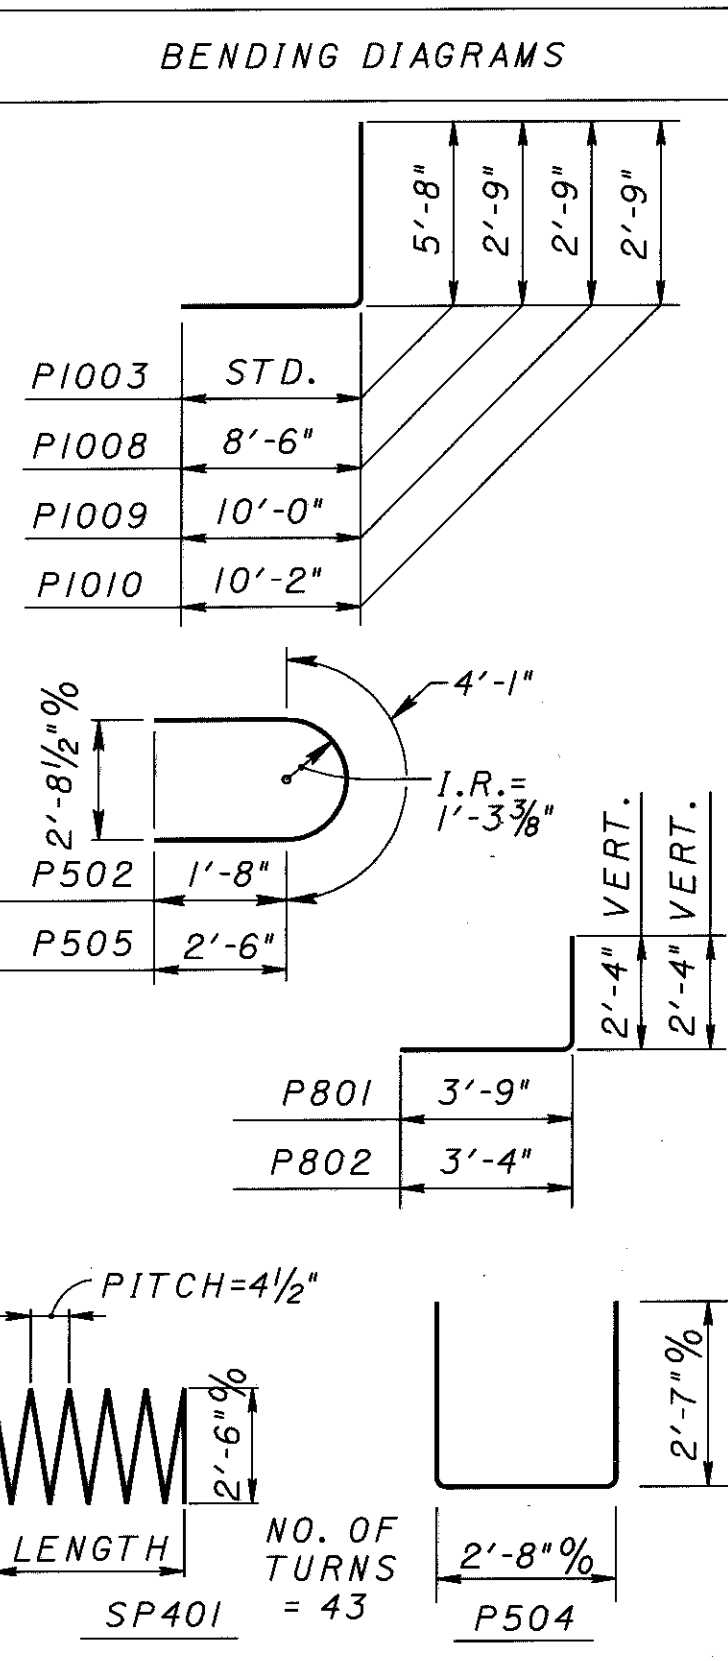 BENDING DIAGRAMS
5'-8" 2'-9" 2'-9" 2'-9"
P1003 STD.
P1008 8'-6"
P1009 10'-0"
P1010 10'-2"
4'-1"
2'-8½"%
I.R.=
1'-3⅜"
P502 1'-8"
P505 2'-6"
2'-4" VERT. 2'-4" VERT.
P801 3'-9"
P802 3'-4"
PITCH=4½"
2'-6"%
2'-7"%
LENGTH
NO. OF
TURNS
= 43
2'-8"%
SP401
P504